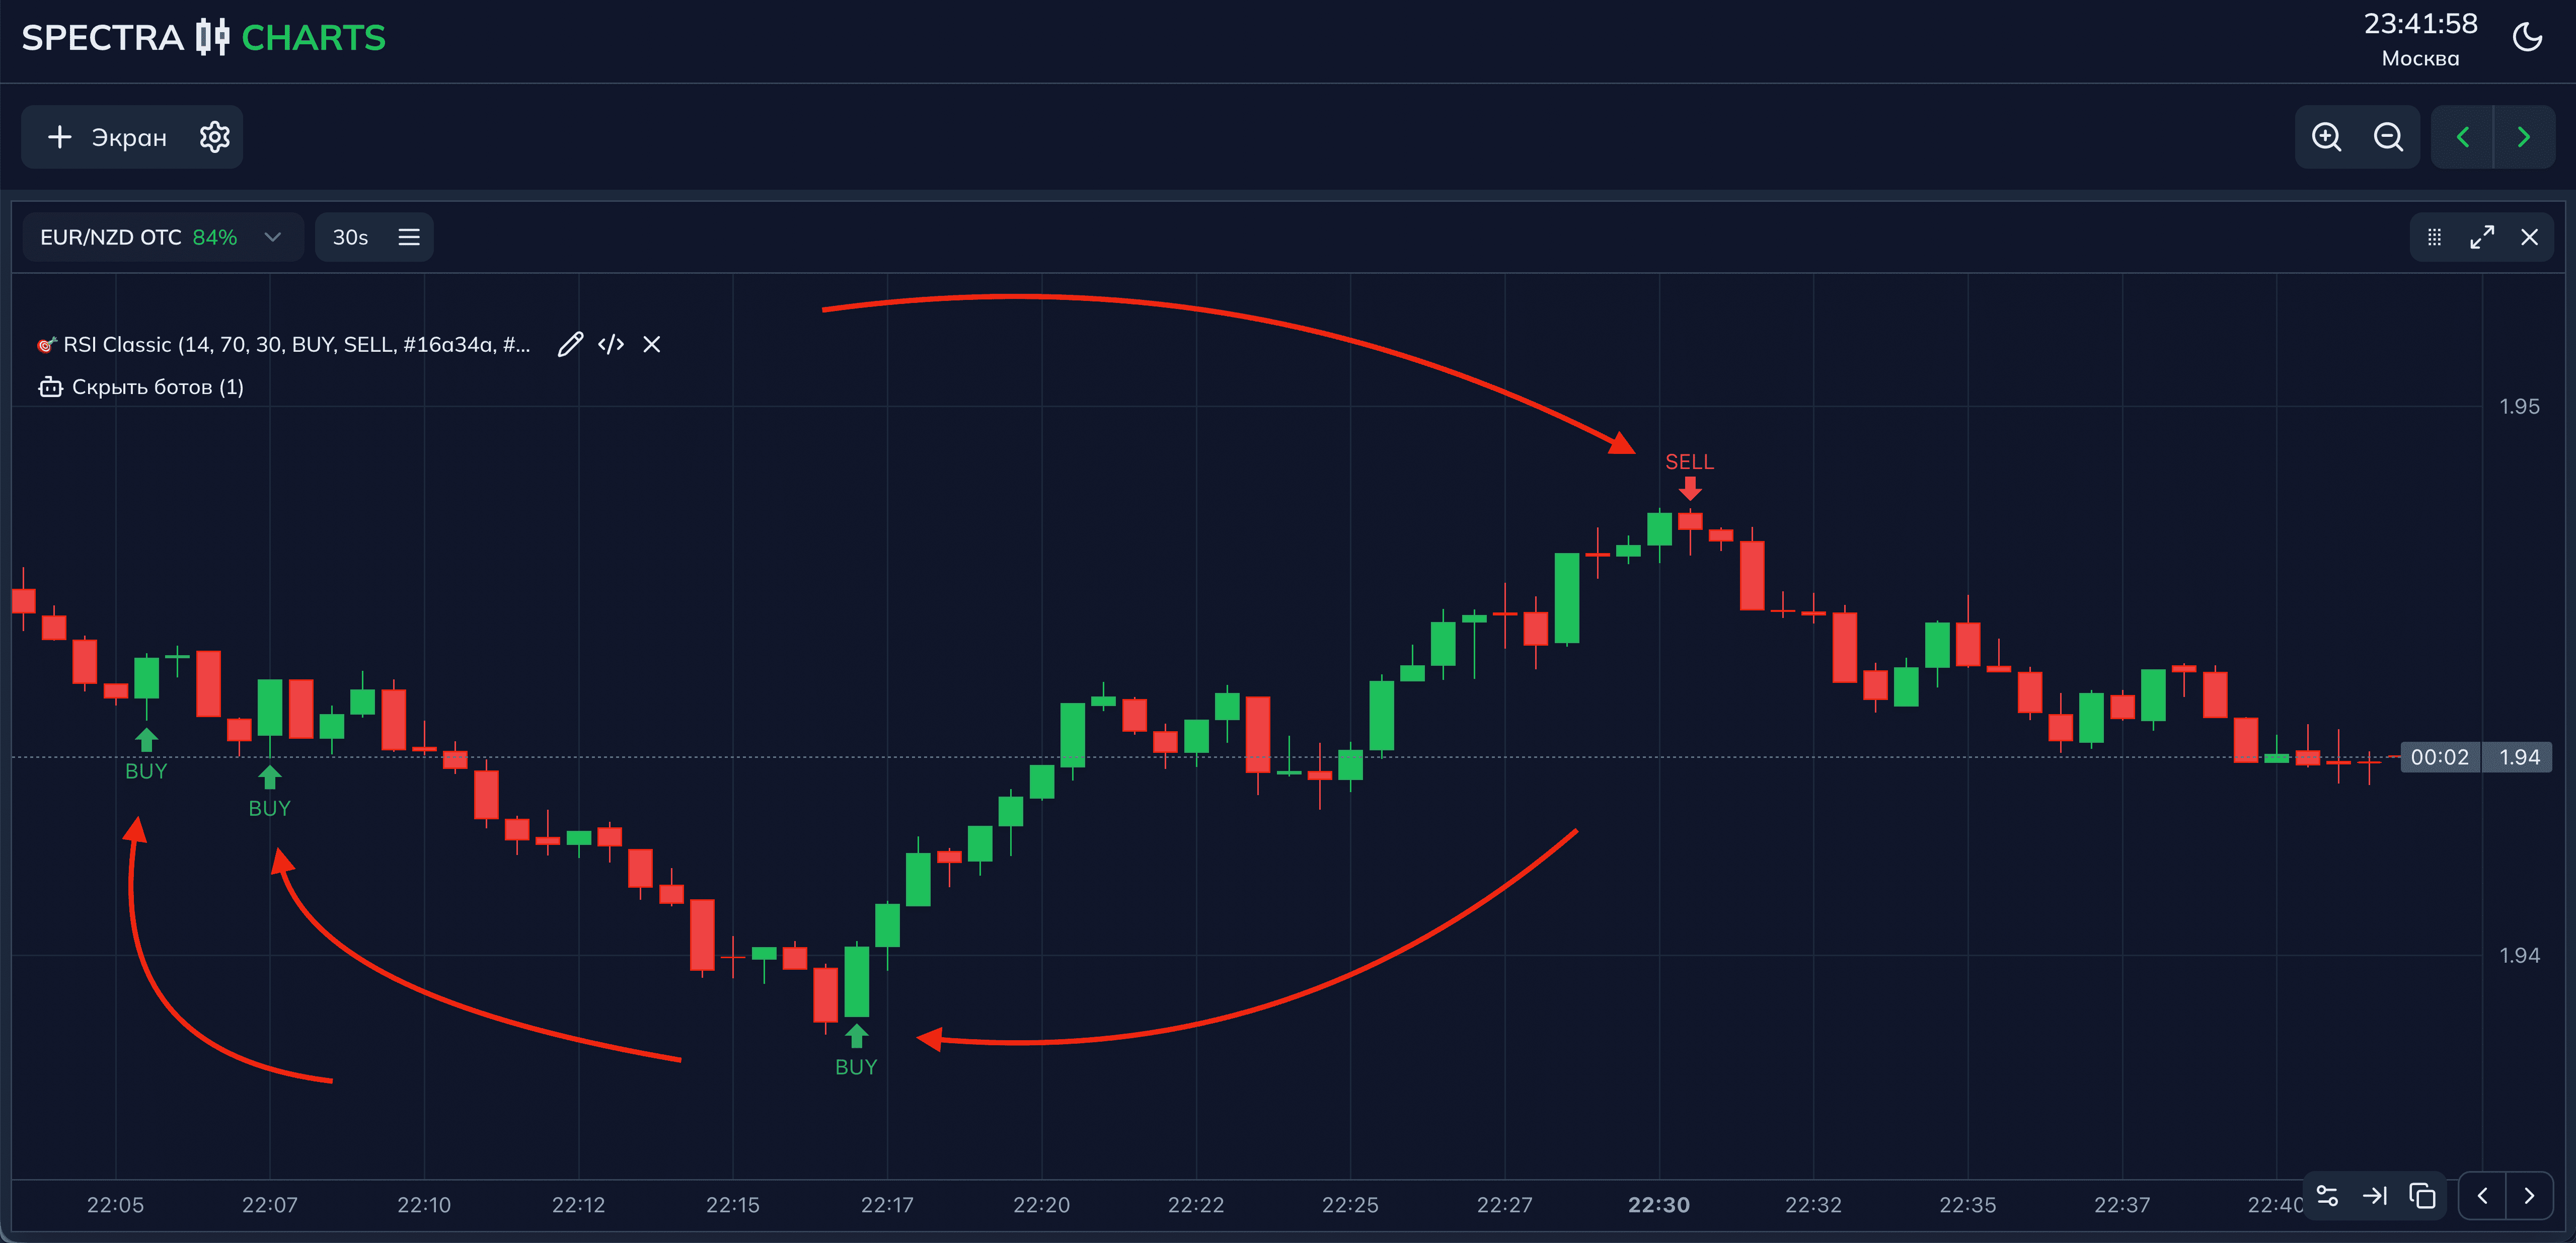 SPECTRA CHARTS
23:41:58
Москва
Экран
EUR/NZD OTC 84%
30s
RSI Classic (14, 70, 30, BUY, SELL, #16a34a, #...
Скрыть ботов (1)
1.95
SELL
BUY
BUY
00:02 1.94
1.94
BUY
22:05 22:07 22:10 22:12 22:15 22:17 22:20 22:22 22:25 22:27 22:30 22:32 22:35 22:37 22:40